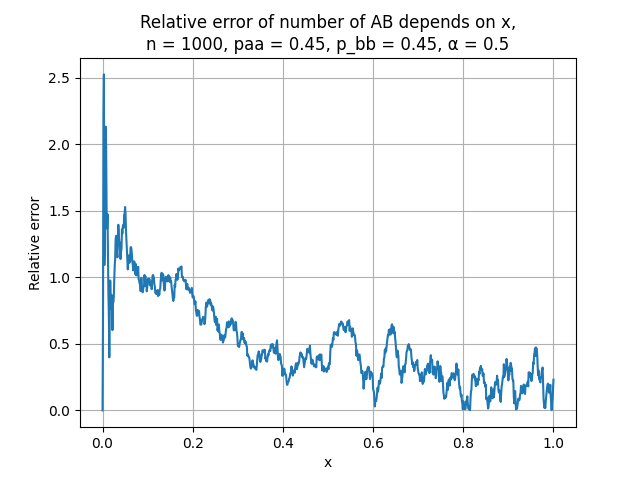 Relative error of number of AB depends on x,
n = 1000, paa = 0.45, p_bb = 0.45, α = 0.5
2.5
2.0
1.5
1.0
0.5
0.0
Relative error
0.0 0.2 0.4 0.6 0.8 1.0
x